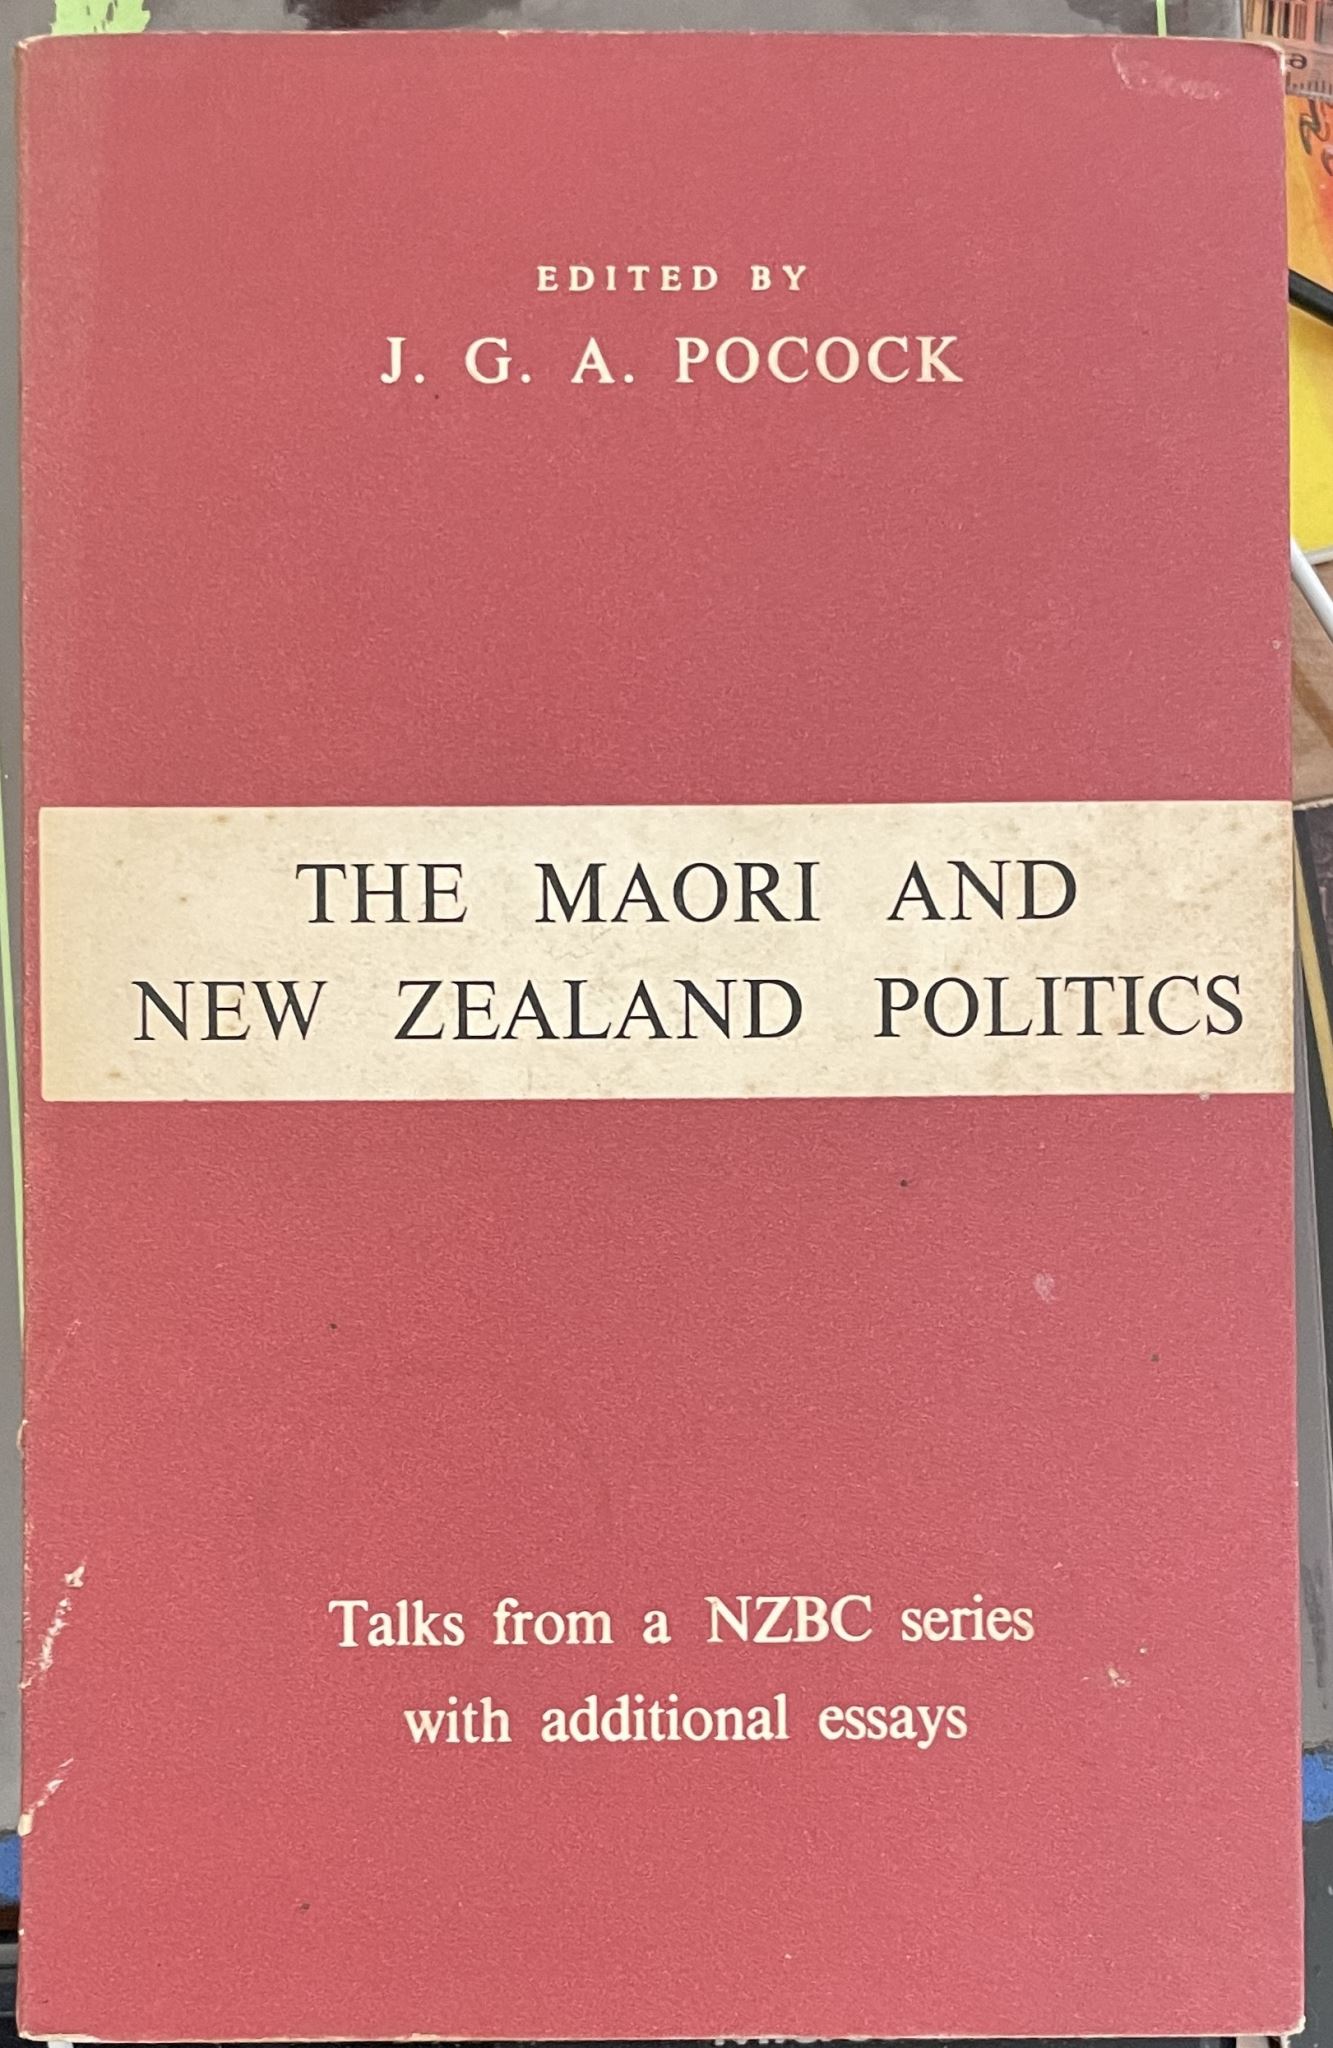 EDITED BY
J. G. A. POCOCK
THE MAORI AND
NEW ZEALAND POLITICS
Talks from a NZBC series
with additional essays